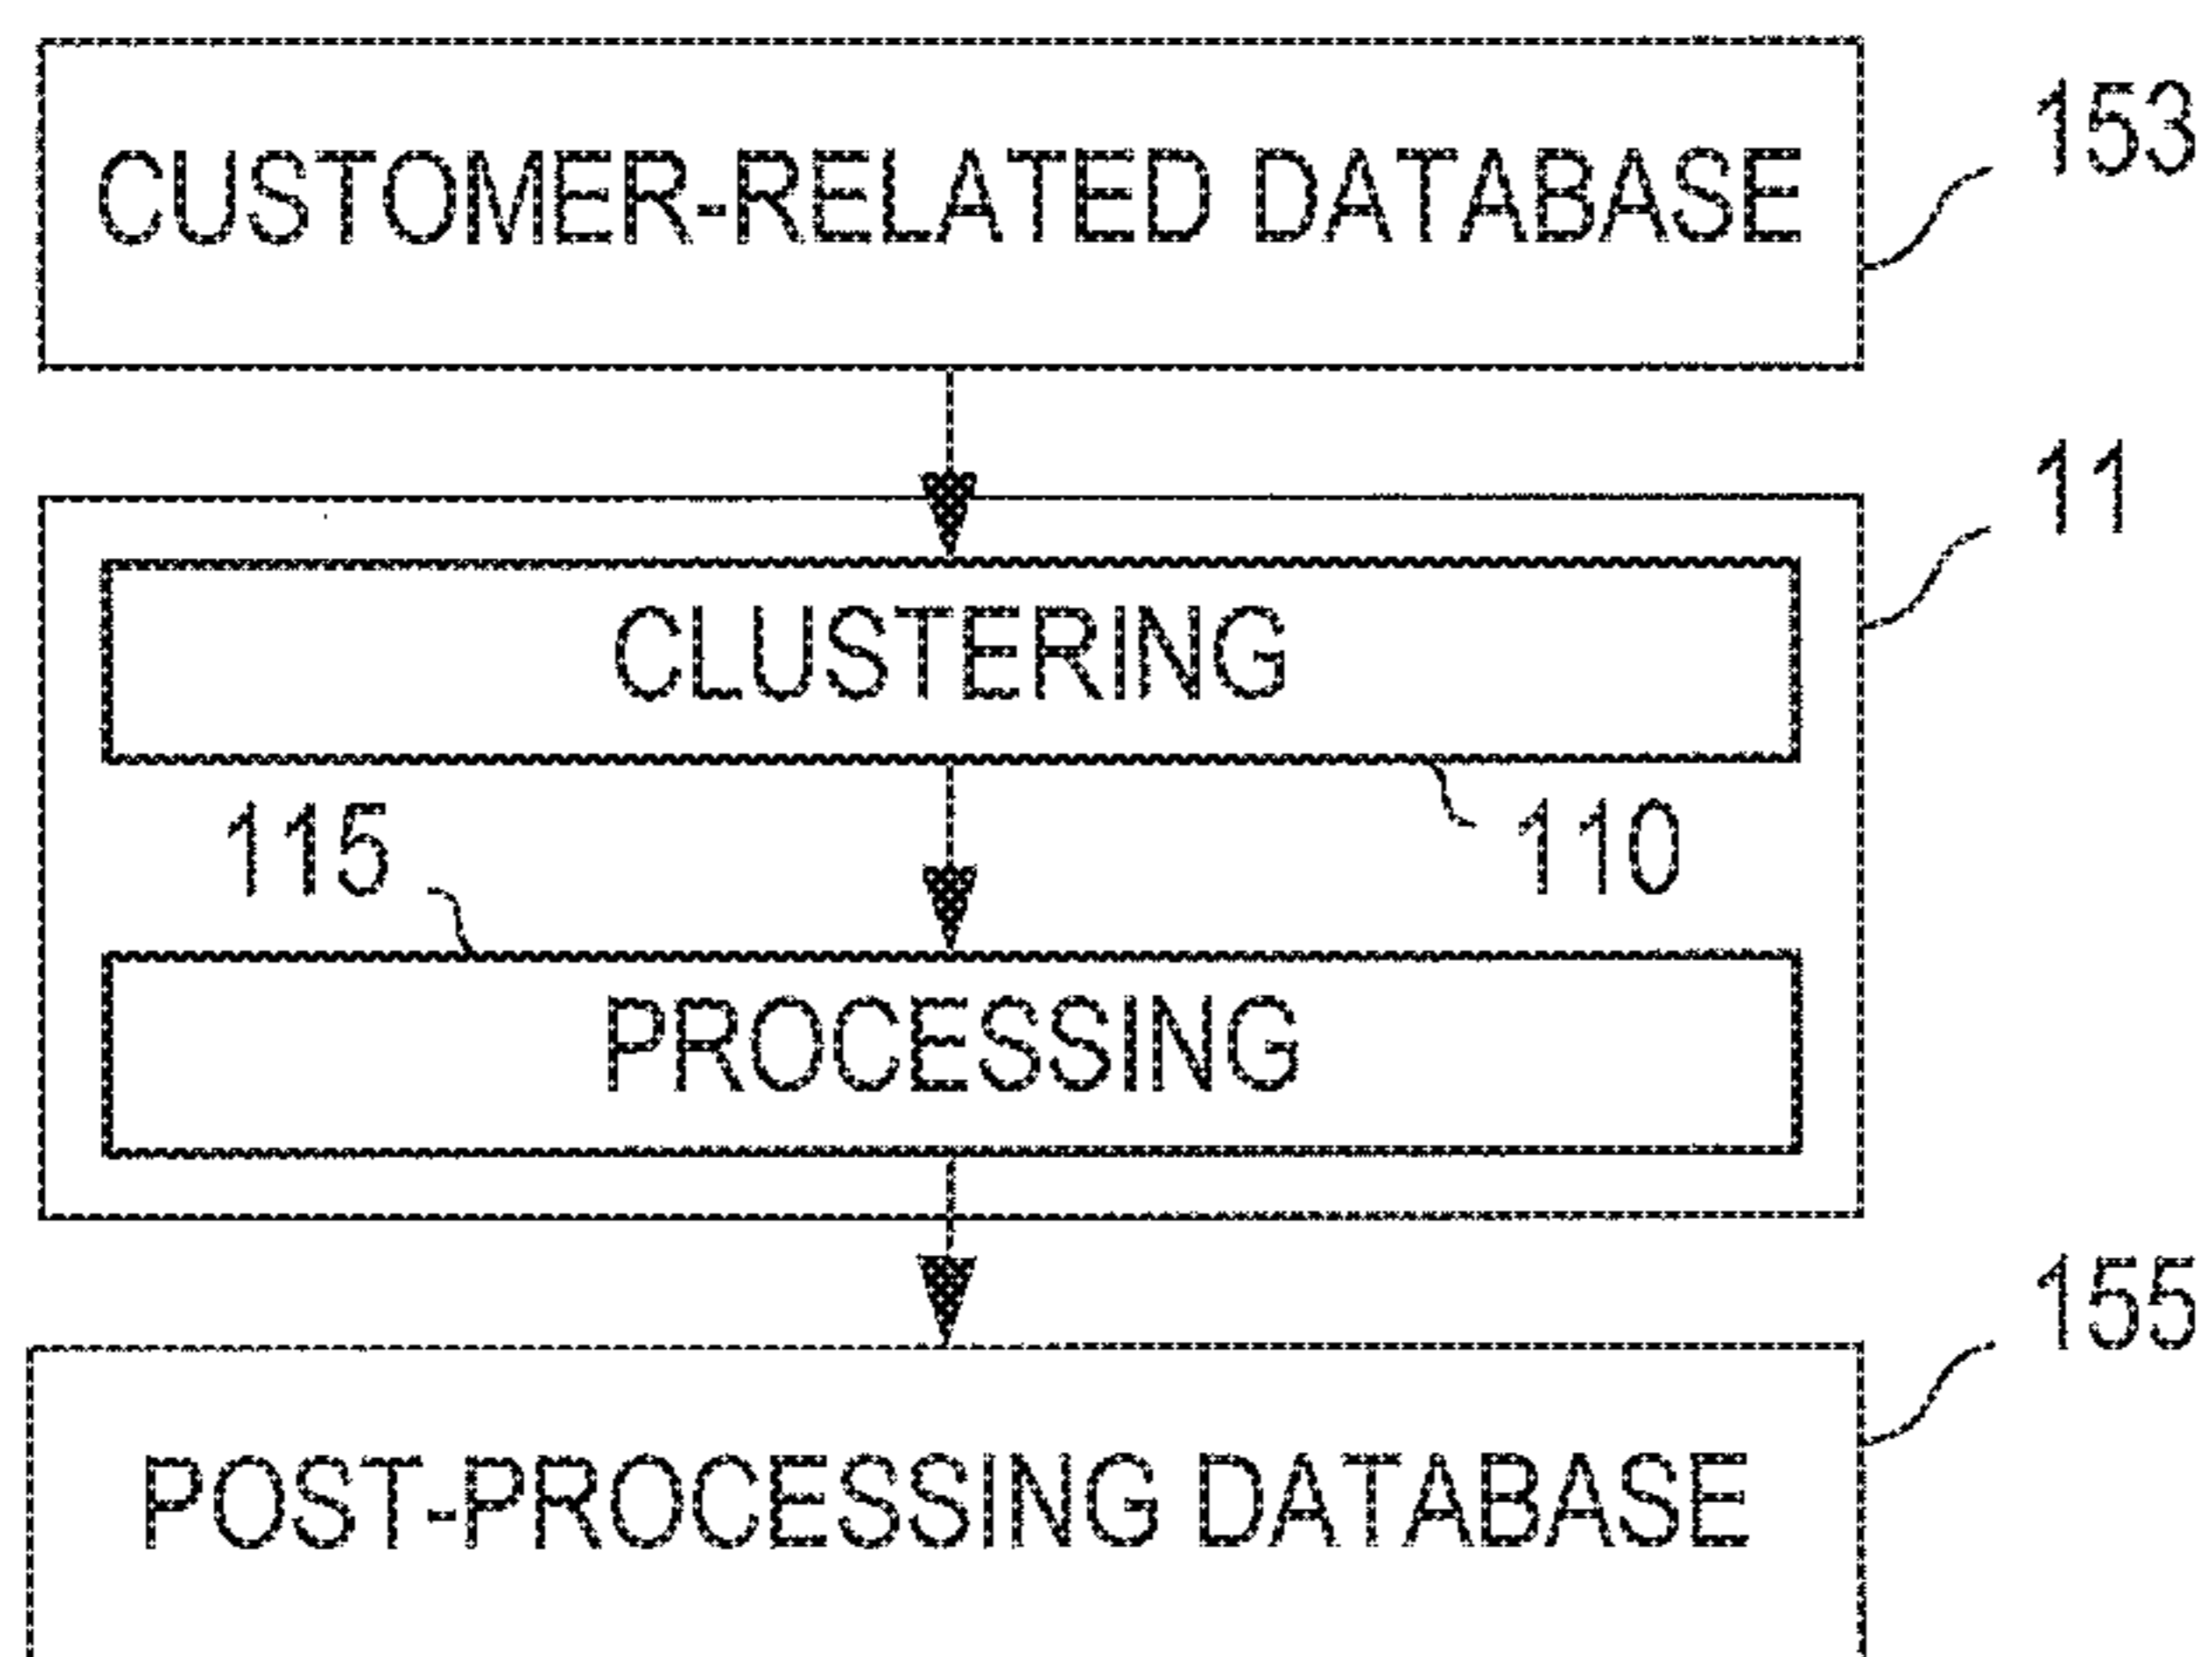 CUSTOMER-RELATED DATABASE
153
11
CLUSTERING
110
115
PROCESSING
155
POST-PROCESSING DATABASE